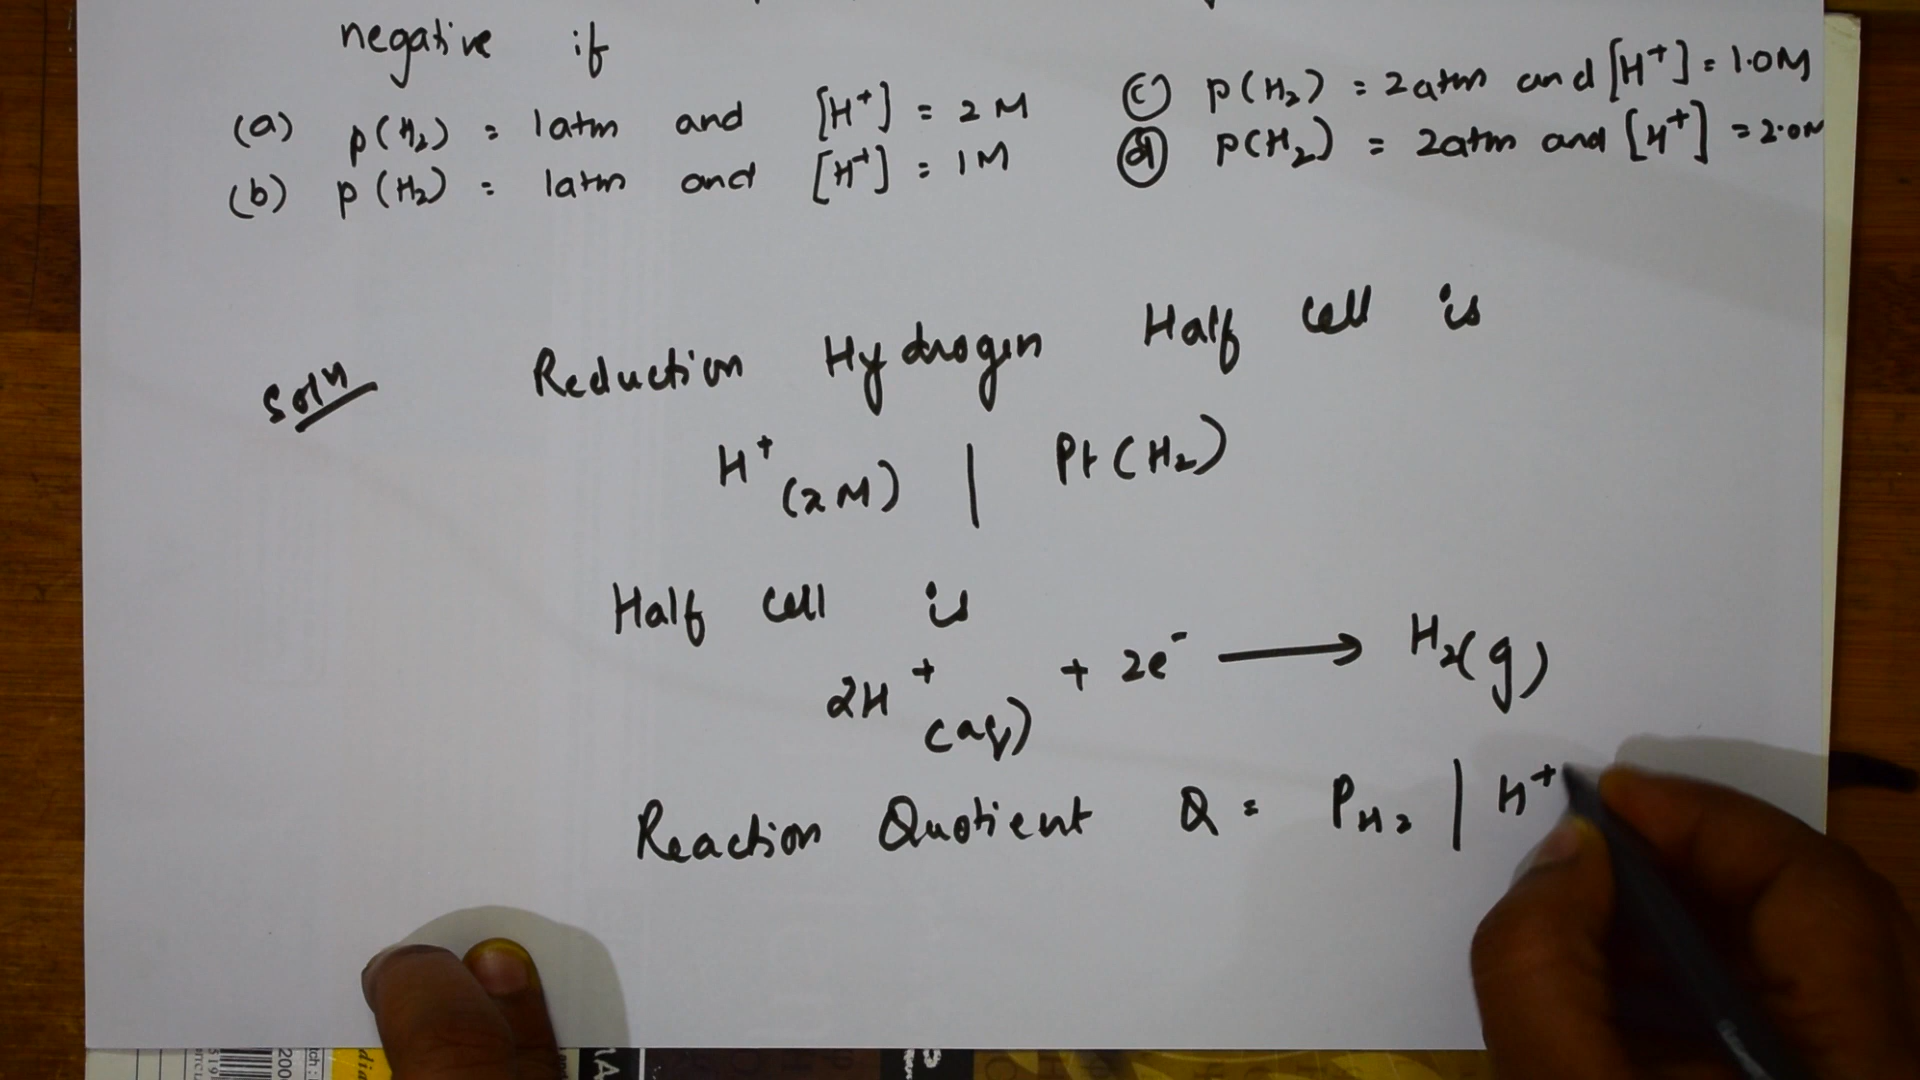 negative if
(a) p(H₂) = 1atm and [H⁺] = 2M
(b) p(H₂) = 1atm and [H⁺] = 1M
(c) p(H₂) = 2atm and [H⁺] = 1.0M
(d) p(H₂) = 2atm and [H⁺] = 2.0M
Solⁿ Reduction Hydrogen Half cell is
H⁺(2M) | Pt(H₂)
Half cell is
2H⁺(aq) + 2e⁻ ⟶ H₂(g)
Reaction Quotient Q = P_H₂ | H⁺
200